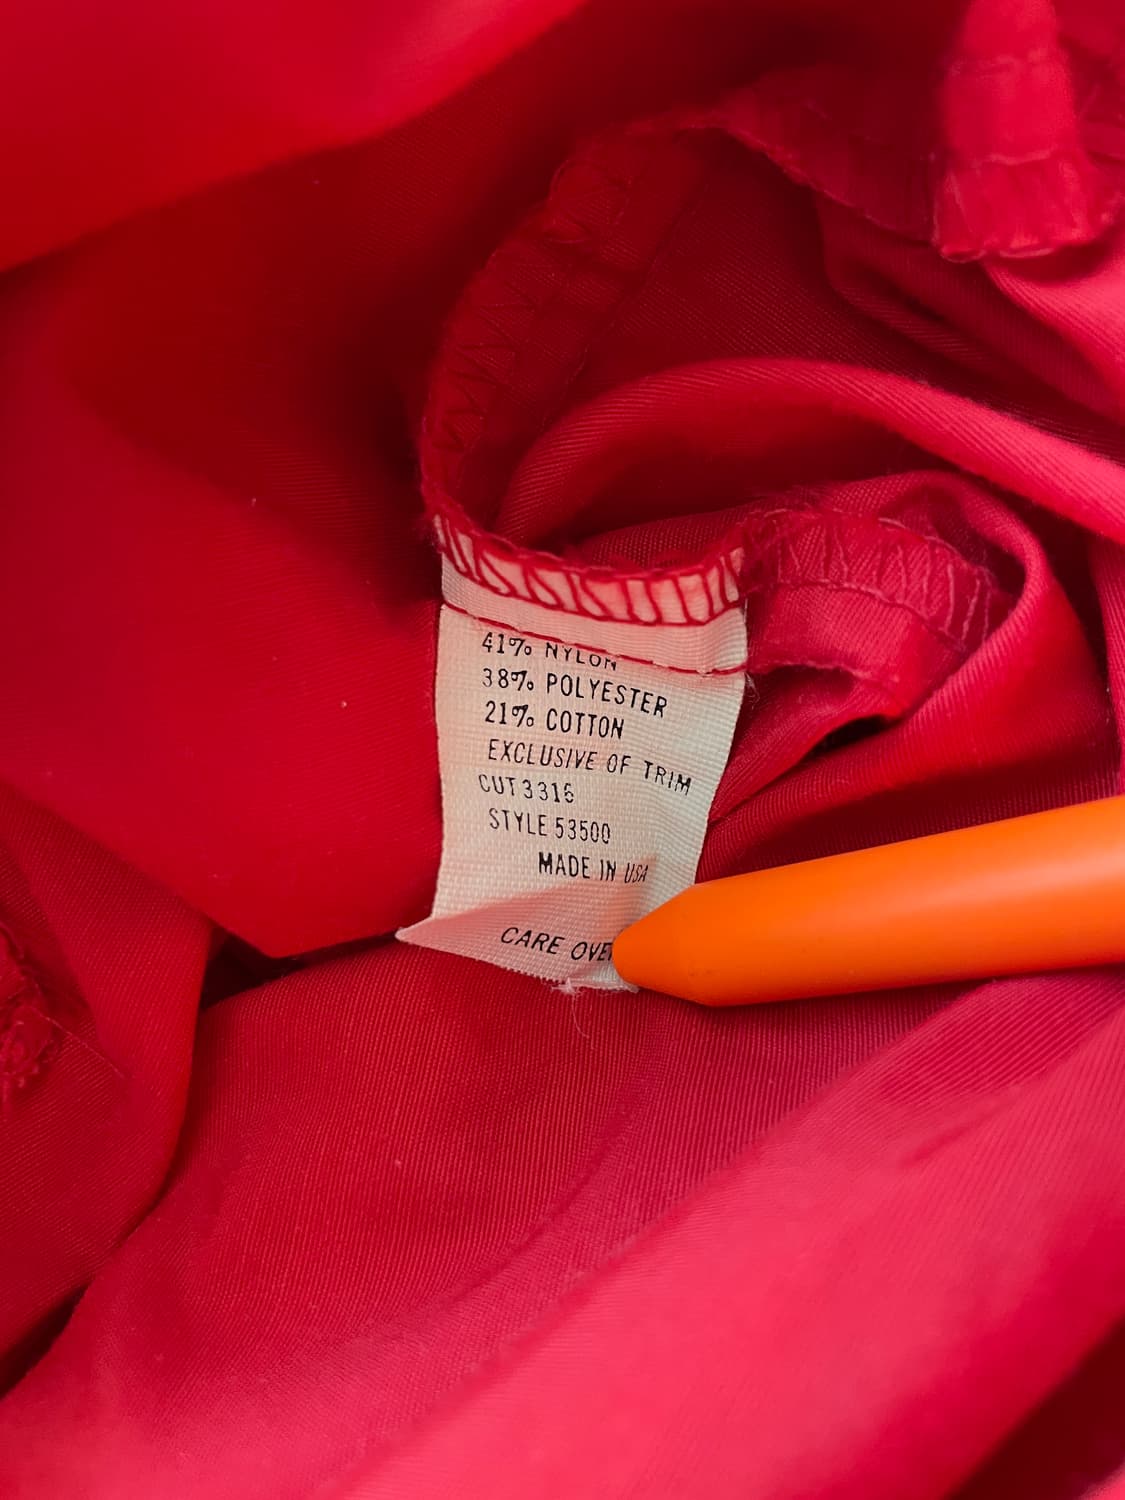 41% NYLON
38% POLYESTER
21% COTTON
EXCLUSIVE OF TRIM
CUT 3316
STYLE 53500
MADE IN USA
CARE OVE